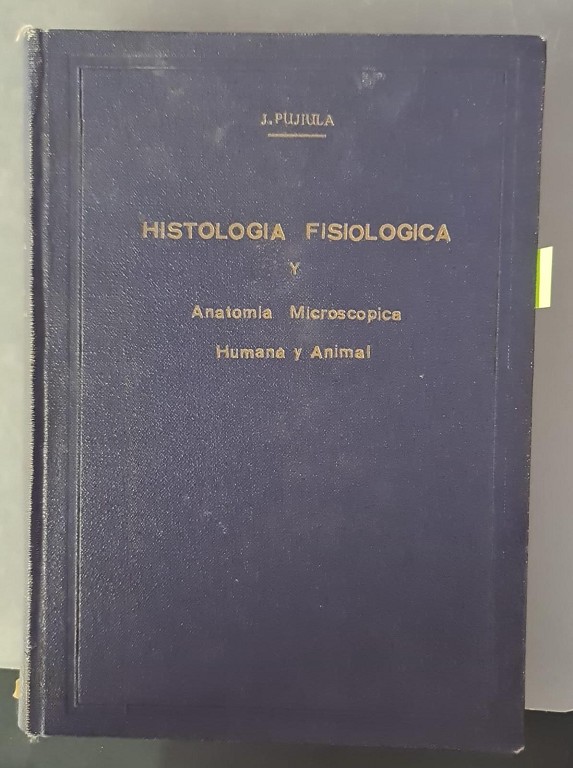 J. PUJIULA
HISTOLOGIA FISIOLOGICA
Y
Anatomia Microscopica
Humana y Animal